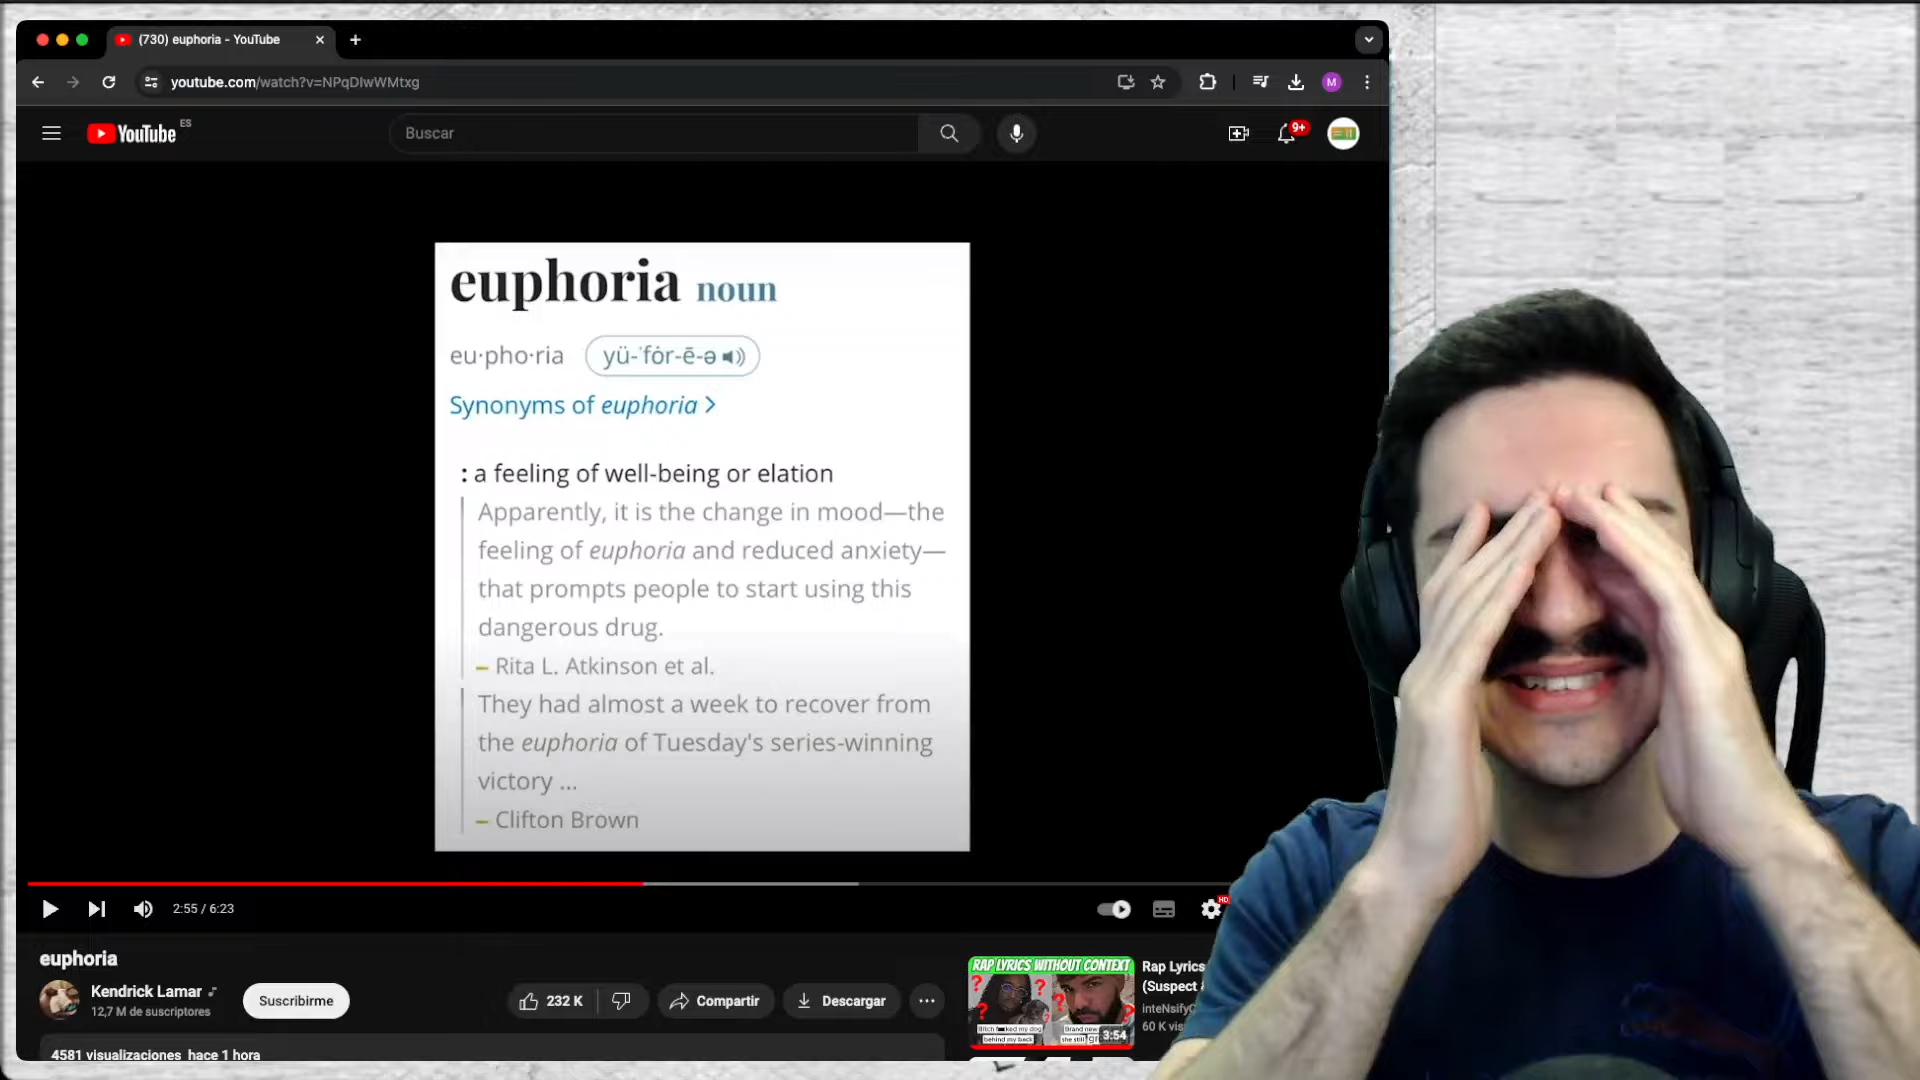 (730) euphoria - YouTube
youtube.com/watch?v=NPqDIwWMtxg
M
YouTube ES
Buscar
9+
euphoria noun
eu·pho·ria yü-ˈfȯr-ē-ə
Synonyms of euphoria >
: a feeling of well-being or elation
Apparently, it is the change in mood—the
feeling of euphoria and reduced anxiety—
that prompts people to start using this
dangerous drug.
– Rita L. Atkinson et al.
They had almost a week to recover from
the euphoria of Tuesday's series-winning
victory ...
– Clifton Brown
2:55 / 6:23
HD
euphoria
Kendrick Lamar
12,7 M de suscriptores
Suscribirme
232 K
Compartir
Descargar
4581 visualizaciones hace 1 hora
RAP LYRICS WITHOUT CONTEXT
behind my back
3:54
Rap Lyrics
(Suspect
60 K